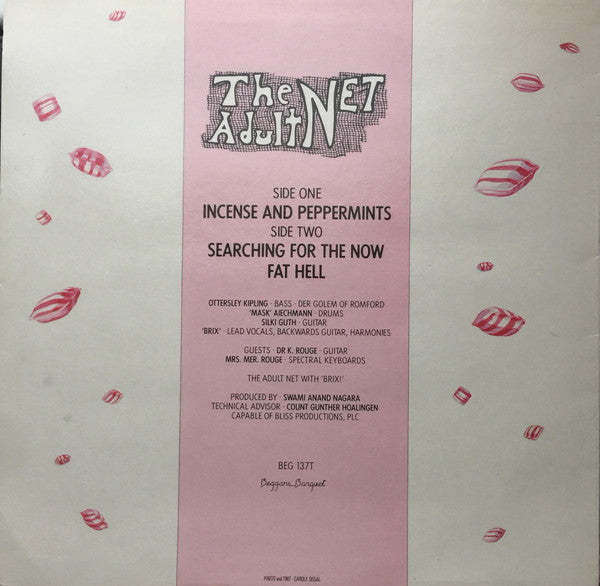 The Adult NET
SIDE ONE
INCENSE AND PEPPERMINTS
SIDE TWO
SEARCHING FOR THE NOW
FAT HELL
OTTERSLEY KIPLING · BASS · DER GOLEM OF ROMFORD
'MASK' AIECHMANN · DRUMS
SILKI GUTH · GUITAR
'BRIX' · LEAD VOCALS, BACKWARDS GUITAR, HARMONIES
GUESTS · DR K. ROUGE · GUITAR
MRS. MER. ROUGE · SPECTRAL KEYBOARDS
THE ADULT NET WITH 'BRIX!'
PRODUCED BY · SWAMI ANAND NAGARA
TECHNICAL ADVISOR · COUNT GUNTHER HOALINGEN
CAPABLE OF BLISS PRODUCTIONS, PLC
BEG 137T
Beggars Banquet
PHOTO and TINT CAROLE SEGAL